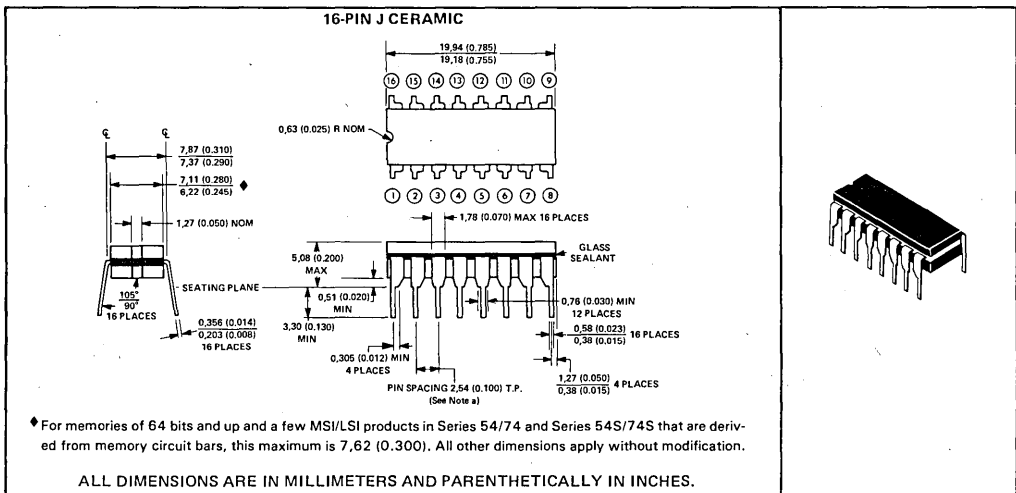 16-PIN J CERAMIC
19,94 (0.785)
19,18 (0.755)
16 15 14 13 12 11 10 9
0,63 (0.025) R NOM
℄ ℄
7,87 (0.310)
7,37 (0.290)
7,11 (0.280) ♦
6,22 (0.245)
1 2 3 4 5 6 7 8
1,27 (0.050) NOM
1,78 (0.070) MAX 16 PLACES
5,08 (0.200)
MAX
GLASS
SEALANT
SEATING PLANE
105°
90°
16 PLACES
0,51 (0.020)
MIN
0,76 (0.030) MIN
12 PLACES
3,30 (0.130)
MIN
0,356 (0.014)
0,203 (0.008)
16 PLACES
0,58 (0.023)
0,38 (0.015)
16 PLACES
0,305 (0.012) MIN
4 PLACES
1,27 (0.050)
0,38 (0.015)
4 PLACES
PIN SPACING 2,54 (0.100) T.P.
(See Note a)
♦ For memories of 64 bits and up and a few MSI/LSI products in Series 54/74 and Series 54S/74S that are deriv-
ed from memory circuit bars, this maximum is 7,62 (0.300). All other dimensions apply without modification.
ALL DIMENSIONS ARE IN MILLIMETERS AND PARENTHETICALLY IN INCHES.